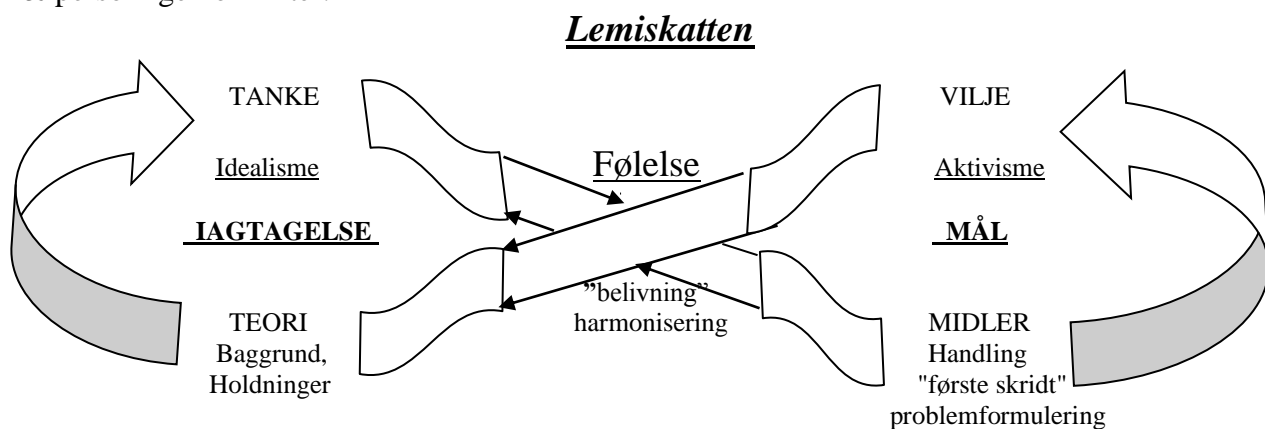 Lemiskatten
TANKE
Idealisme
IAGTAGELSE
TEORI
Baggrund,
Holdninger
Følelse
”belivning”
harmonisering
VILJE
Aktivisme
MÅL
MIDLER
Handling
"første skridt"
problemformulering